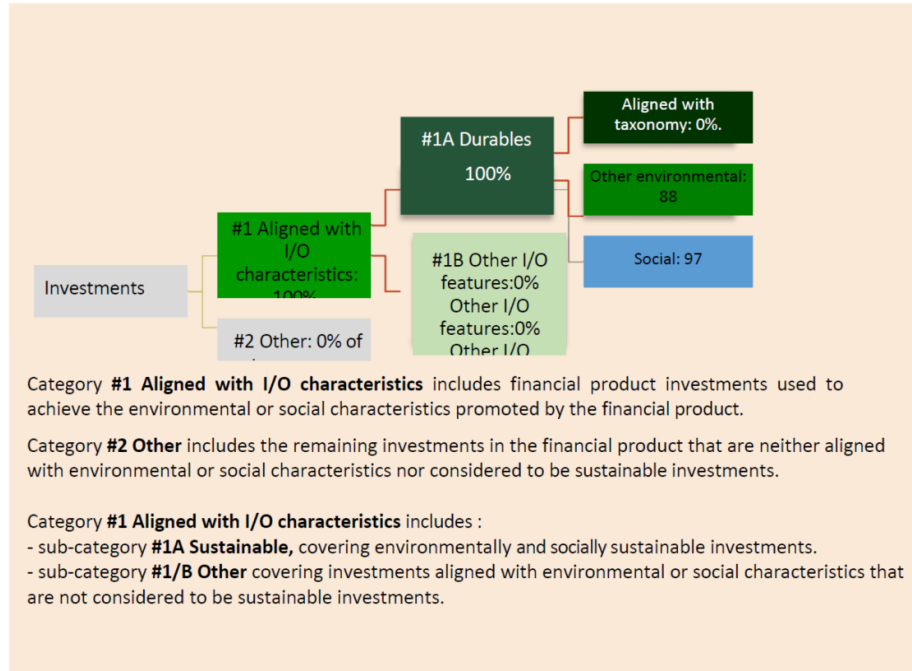 Aligned with
taxonomy: 0%.
#1A Durables
100%
Other environmental:
88
#1 Aligned with
I/O
characteristics:
100%
#1B Other I/O
features:0%
Other I/O
features:0%
Other I/O
Social: 97
Investments
#2 Other: 0% of
Category #1 Aligned with I/O characteristics includes financial product investments used to
achieve the environmental or social characteristics promoted by the financial product.
Category #2 Other includes the remaining investments in the financial product that are neither aligned
with environmental or social characteristics nor considered to be sustainable investments.
Category #1 Aligned with I/O characteristics includes :
- sub-category #1A Sustainable, covering environmentally and socially sustainable investments.
- sub-category #1/B Other covering investments aligned with environmental or social characteristics that
are not considered to be sustainable investments.